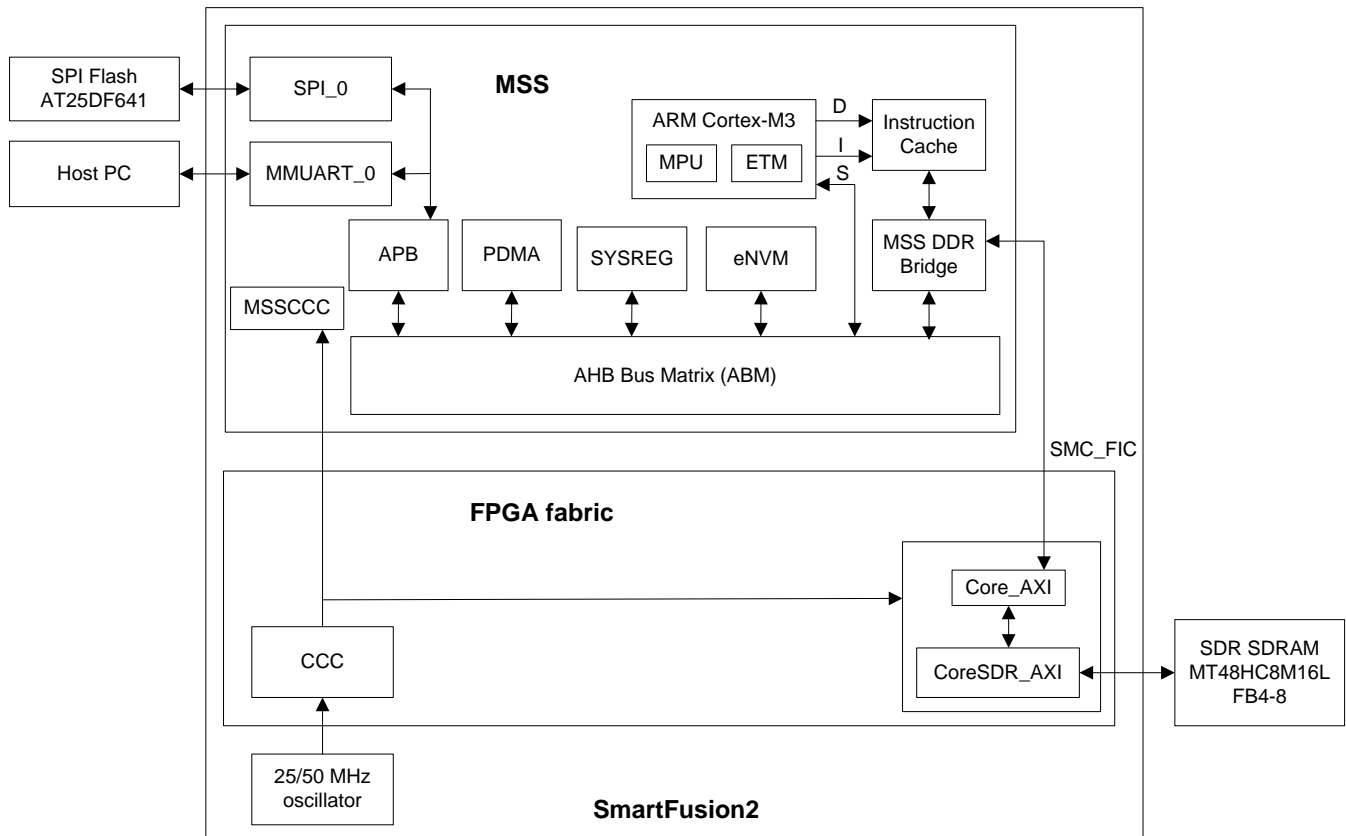 SPI Flash
AT25DF641
SPI_0
MSS
Host PC
MMUART_0
ARM Cortex-M3
MPU
ETM
D
I
S
Instruction
Cache
APB
PDMA
SYSREG
eNVM
MSS DDR
Bridge
MSSCCC
AHB Bus Matrix (ABM)
SMC_FIC
FPGA fabric
Core_AXI
CCC
CoreSDR_AXI
SDR SDRAM
MT48HC8M16L
FB4-8
25/50 MHz
oscillator
SmartFusion2